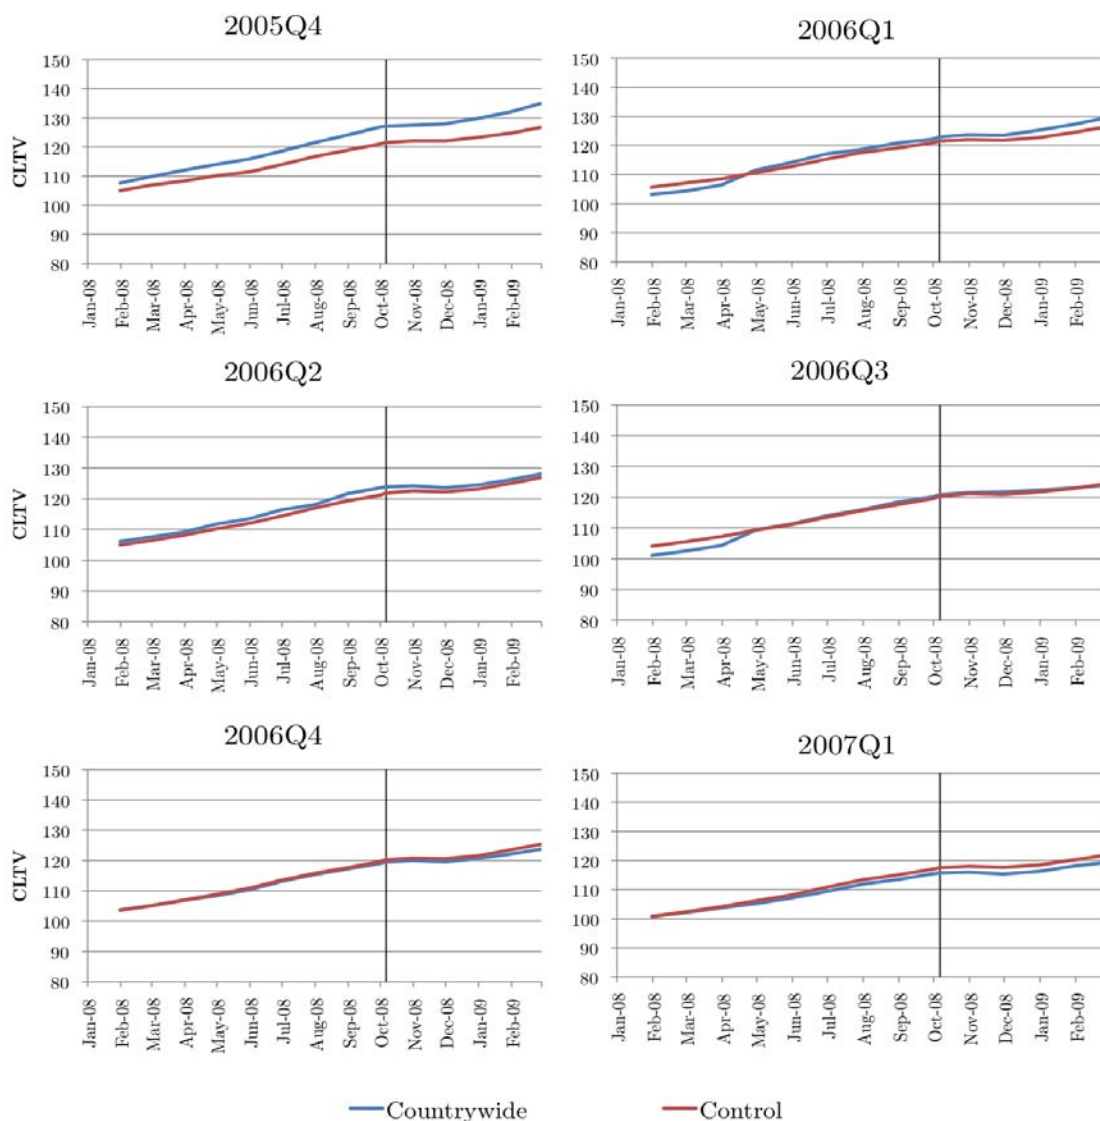 2005Q4
CLTV
150
140
130
120
110
100
90
80
Jan-08
Feb-08
Mar-08
Apr-08
May-08
Jun-08
Jul-08
Aug-08
Sep-08
Oct-08
Nov-08
Dec-08
Jan-09
Feb-09
2006Q1
150
140
130
120
110
100
90
80
Jan-08
Feb-08
Mar-08
Apr-08
May-08
Jun-08
Jul-08
Aug-08
Sep-08
Oct-08
Nov-08
Dec-08
Jan-09
Feb-09
2006Q2
150
140
130
120
110
100
90
80
Jan-08
Feb-08
Mar-08
Apr-08
May-08
Jun-08
Jul-08
Aug-08
Sep-08
Oct-08
Nov-08
Dec-08
Jan-09
Feb-09
2006Q3
150
140
130
120
110
100
90
80
Jan-08
Feb-08
Mar-08
Apr-08
May-08
Jun-08
Jul-08
Aug-08
Sep-08
Oct-08
Nov-08
Dec-08
Jan-09
Feb-09
2006Q4
CLTV
150
140
130
120
110
100
90
80
Jan-08
Feb-08
Mar-08
Apr-08
May-08
Jun-08
Jul-08
Aug-08
Sep-08
Oct-08
Nov-08
Dec-08
Jan-09
Feb-09
2007Q1
150
140
130
120
110
100
90
80
Jan-08
Feb-08
Mar-08
Apr-08
May-08
Jun-08
Jul-08
Aug-08
Sep-08
Oct-08
Nov-08
Dec-08
Jan-09
Feb-09
Countrywide
Control